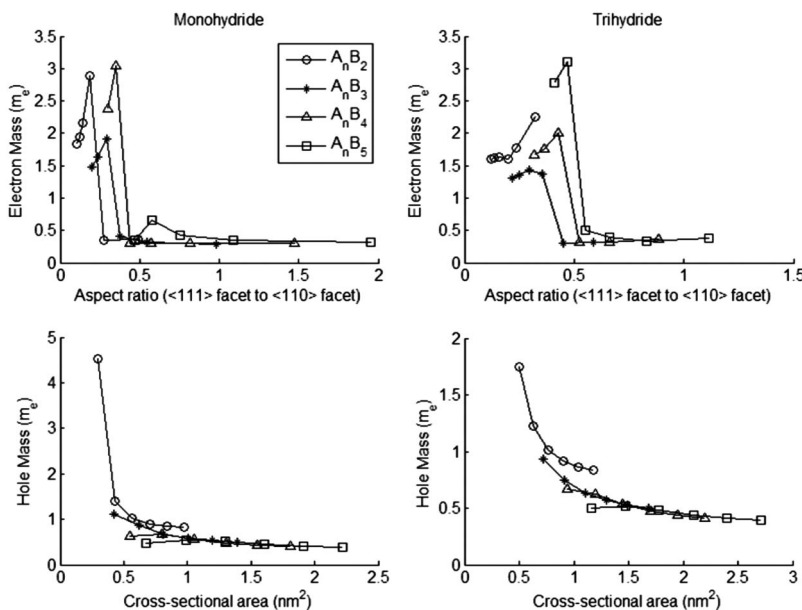 Monohydride
Electron Mass (mₑ)
3.5
3
2.5
2
1.5
1
0.5
0
0 0.5 1 1.5 2
Aspect ratio (<111> facet to <110> facet)
AₙB₂
AₙB₃
AₙB₄
AₙB₅
Trihydride
Electron Mass (mₑ)
3.5
3
2.5
2
1.5
1
0.5
0
0 0.5 1 1.5
Aspect ratio (<111> facet to <110> facet)
Hole Mass (mₑ)
5
4
3
2
1
0
0 0.5 1 1.5 2 2.5
Cross-sectional area (nm²)
Hole Mass (mₑ)
2
1.5
1
0.5
0
0 0.5 1 1.5 2 2.5 3
Cross-sectional area (nm²)